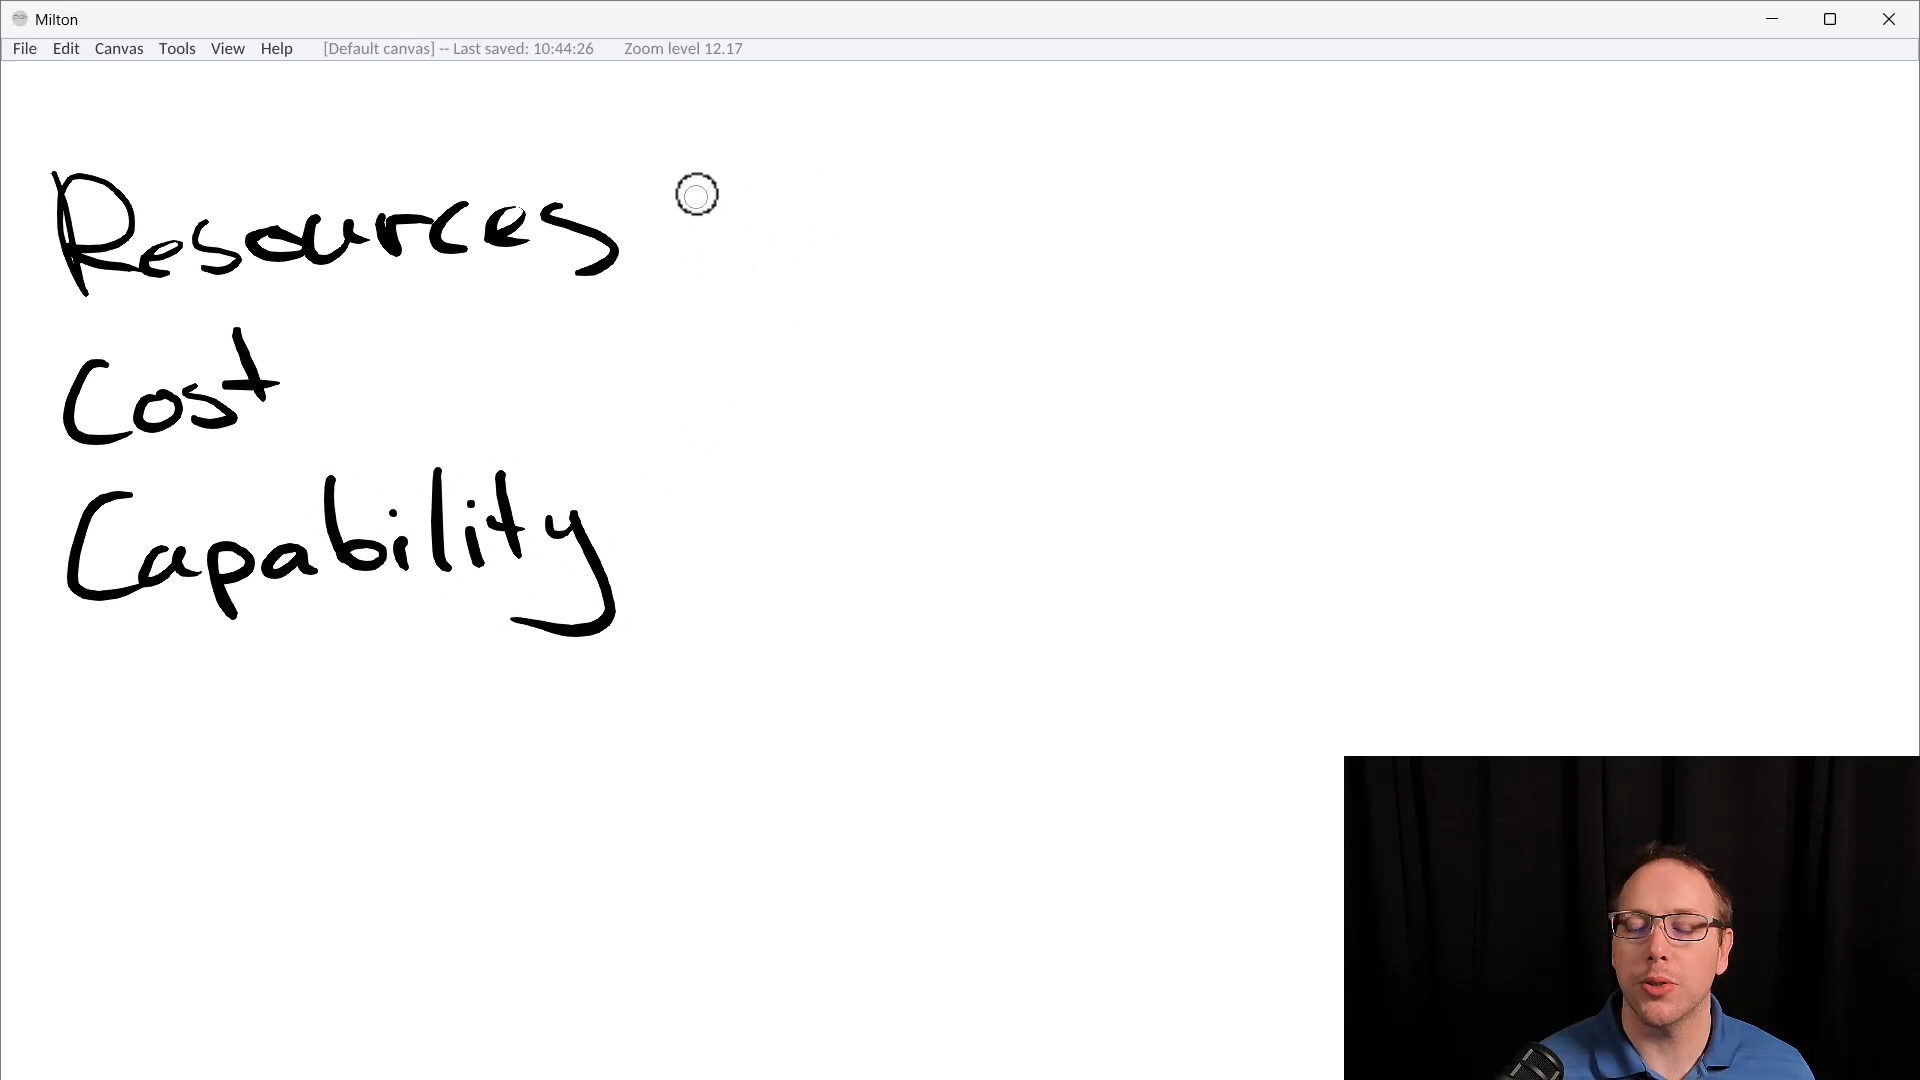 Milton
File Edit Canvas Tools View Help [Default canvas] -- Last saved: 10:44:26 Zoom level 12.17
Resources
Cost
Capability